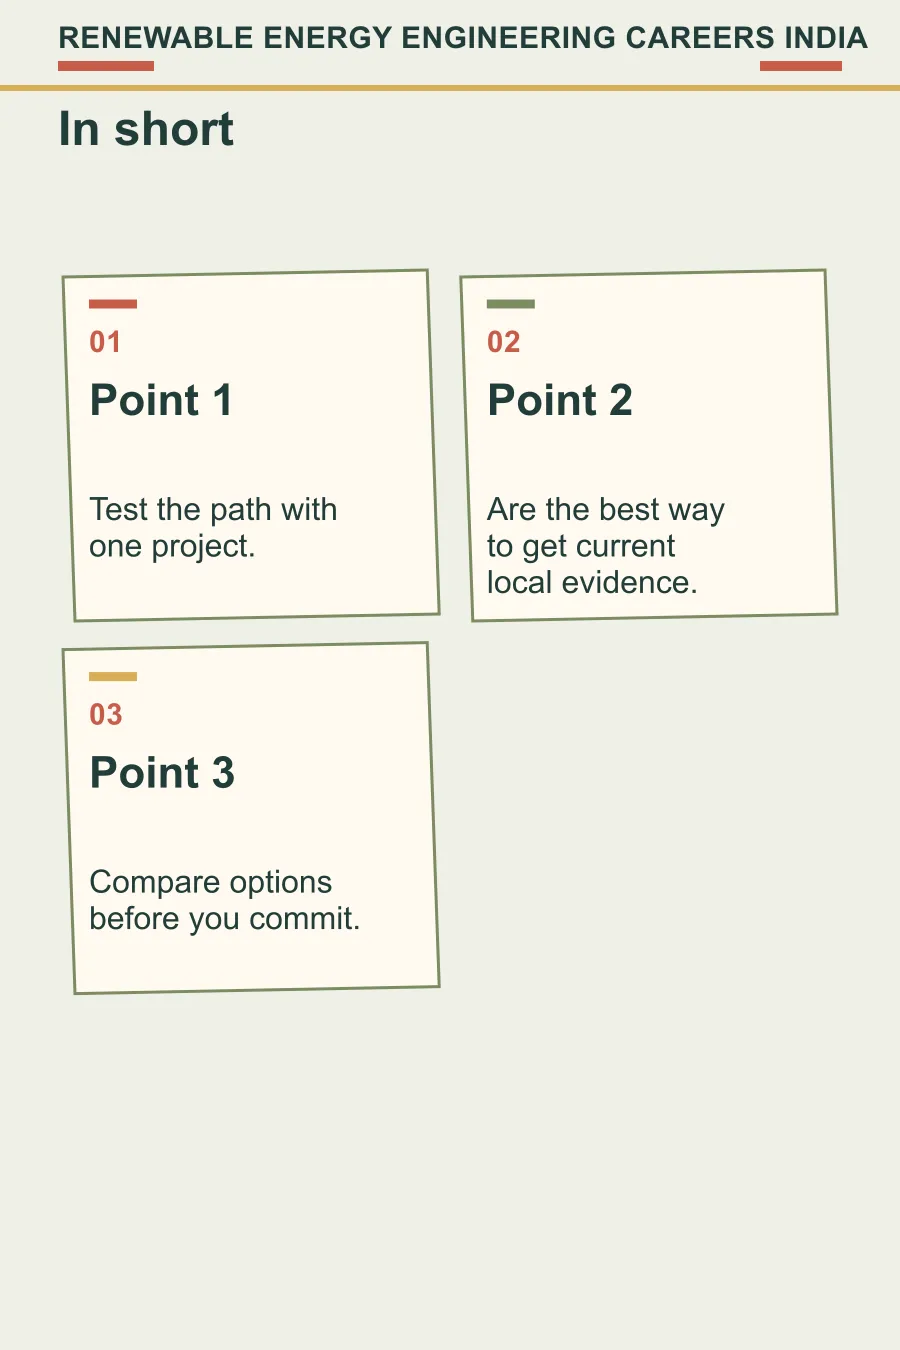 RENEWABLE ENERGY ENGINEERING CAREERS INDIA
In short
01
Point 1
Test the path with
one project.
02
Point 2
Are the best way
to get current
local evidence.
03
Point 3
Compare options
before you commit.